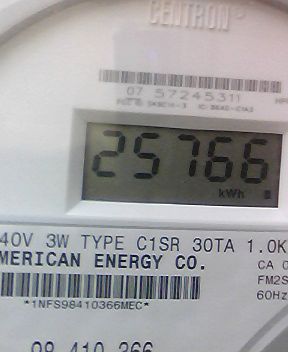 CENTRON®
07 57245311
25766
kWh
40V 3W TYPE C1SR 30TA 1.0K
MERICAN ENERGY CO.
CA 0
FM2S
60Hz
*1NFS98410366MEC*
98 410 366